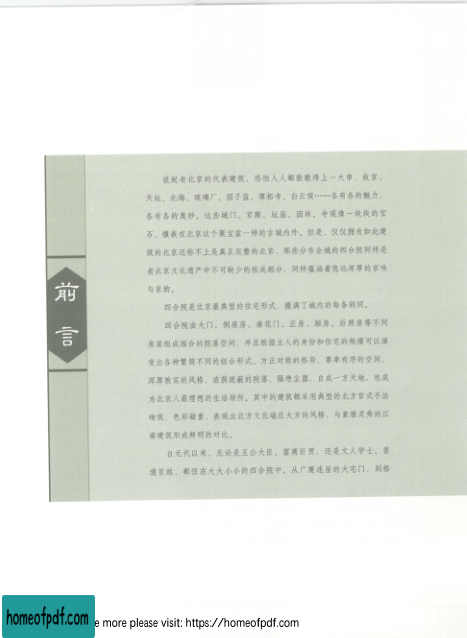 前言
说起老北京的代表建筑，恐怕人人都能数得上一大串，故宫、
天坛、北海、琉璃厂、国子监、潭柘寺、白云观……各有各的魅力，
各有各的奥妙。这些城门、宫殿、坛庙、园林、寺观像一块块的宝
石，镶嵌在北京这个聚宝盆一样的古城内外。但是，仅仅拥有如此建
筑的北京还称不上是真正完整的北京，那些分布全城的四合院同样是
老北京文化遗产中不可缺少的组成部分，同样蕴涵着悠远浑厚的京味
与京韵。
四合院是北京最典型的住宅形式，撒满了城内的每条胡同。
四合院由大门、倒座房、垂花门、正房、厢房、后照房等不同
房屋组成围合的院落空间，并且根据主人的身份和住宅的规模可以演
变出各种繁简不同的组合形式。方正对称的格局、尊卑有序的空间、
浑厚敦实的风格，浓荫遮蔽的院落，隔绝尘嚣，自成一方天地，也成
为北京人最理想的生活场所。其中的建筑都采用典型的北方官式手法
缩筑，色彩凝重，表现出北方文化端庄大方的风格，与素雅灵秀的江
南建筑形成鲜明的对比。
自元代以来，无论是王公大臣、富商巨贾，还是文人学士、普
通百姓，都住在大大小小的四合院中。从广厦连屋的大宅门，到格
homeofpdf.com
e more please visit: https://homeofpdf.com